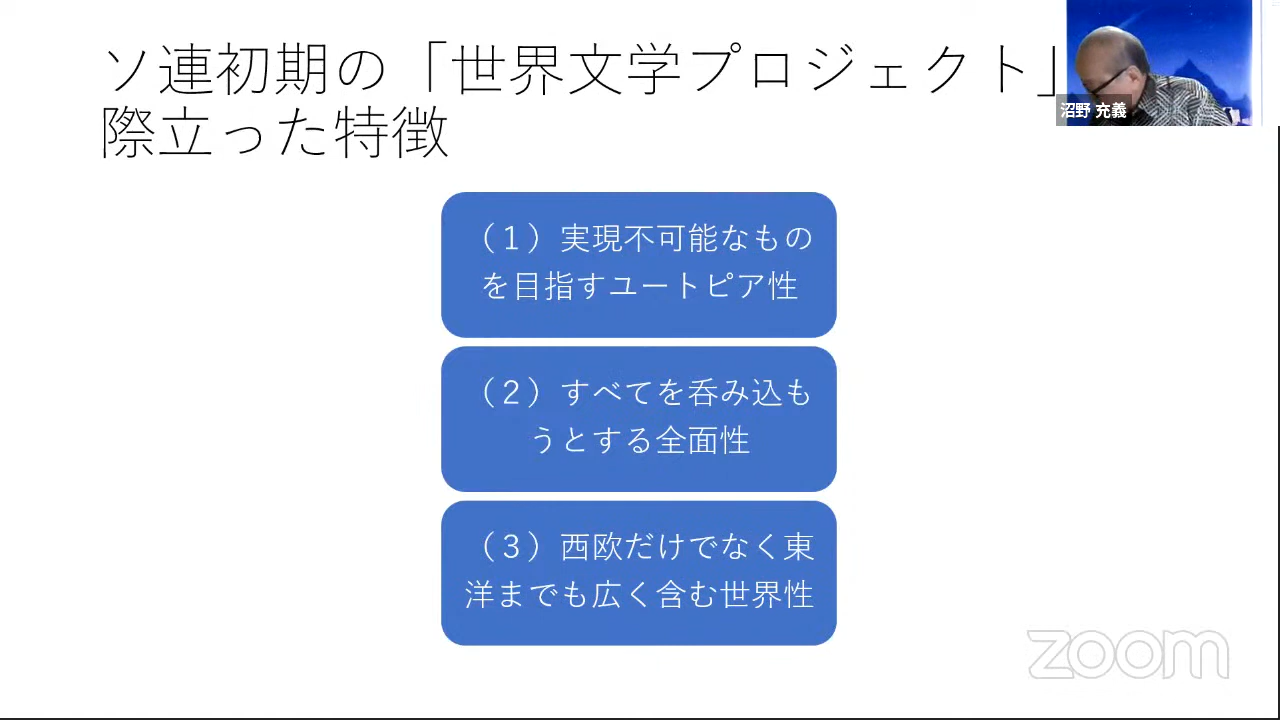 ソ連初期の「世界文学プロジェクト」
際立った特徴
沼野 充義
（１）実現不可能なもの
を目指すユートピア性
（２）すべてを呑み込も
うとする全面性
（３）西欧だけでなく東
洋までも広く含む世界性
zoom